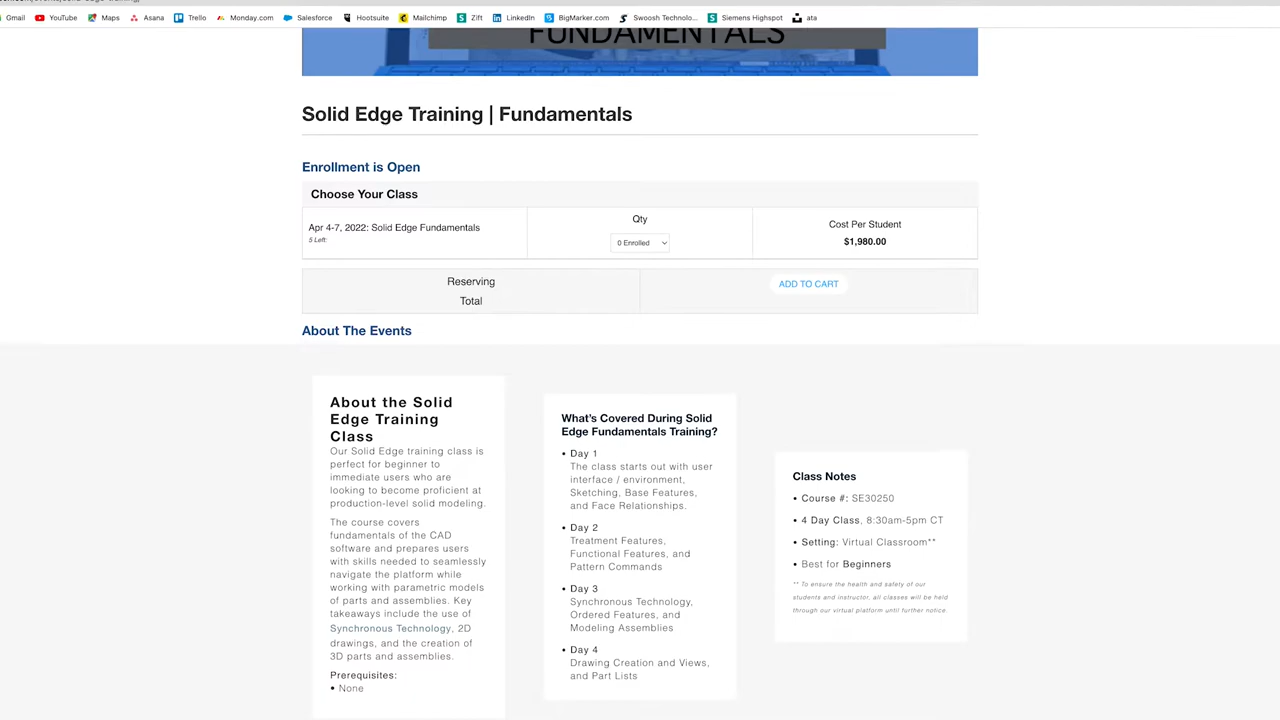 Gmail YouTube Maps Asana Trello Monday.com Salesforce Hootsuite Mailchimp Zift LinkedIn BigMarker.com Swoosh Technolo... Siemens Highspot ata
FUNDAMENTALS
Solid Edge Training | Fundamentals
Enrollment is Open
Choose Your Class
Apr 4-7, 2022: Solid Edge Fundamentals
5 Left:
Qty
0 Enrolled
Cost Per Student
$1,980.00
Reserving
Total
ADD TO CART
About The Events
About the Solid
Edge Training
Class
Our Solid Edge training class is
perfect for beginner to
immediate users who are
looking to become proficient at
production-level solid modeling.
The course covers
fundamentals of the CAD
software and prepares users
with skills needed to seamlessly
navigate the platform while
working with parametric models
of parts and assemblies. Key
takeaways include the use of
Synchronous Technology, 2D
drawings, and the creation of
3D parts and assemblies.
Prerequisites:
• None
What's Covered During Solid
Edge Fundamentals Training?
• Day 1
The class starts out with user
interface / environment,
Sketching, Base Features,
and Face Relationships.
• Day 2
Treatment Features,
Functional Features, and
Pattern Commands
• Day 3
Synchronous Technology,
Ordered Features, and
Modeling Assemblies
• Day 4
Drawing Creation and Views,
and Part Lists
Class Notes
• Course #: SE30250
• 4 Day Class, 8:30am-5pm CT
• Setting: Virtual Classroom**
• Best for Beginners
** To ensure the health and safety of our
students and instructor, all classes will be held
through our virtual platform until further notice.